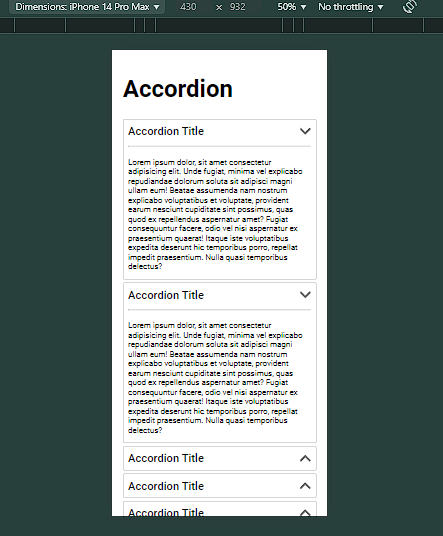 Dimensions: iPhone 14 Pro Max ▼ 430 × 932 50% ▼ No throttling ▼
Accordion
Accordion Title
Lorem ipsum dolor, sit amet consectetur
adipisicing elit. Unde fugiat, minima vel explicabo
repudiandae dolorum soluta sit adipisci magni
ullam eum! Beatae assumenda nam nostrum
explicabo voluptatibus et voluptate, provident
earum nesciunt cupiditate sint possimus, quas
quod ex repellendus aspernatur amet? Fugiat
consequuntur facere, odio vel nisi aspernatur ex
praesentium quaerat! Itaque iste voluptatibus
expedita deserunt hic temporibus porro, repellat
impedit praesentium. Nulla quasi temporibus
delectus?
Accordion Title
Lorem ipsum dolor, sit amet consectetur
adipisicing elit. Unde fugiat, minima vel explicabo
repudiandae dolorum soluta sit adipisci magni
ullam eum! Beatae assumenda nam nostrum
explicabo voluptatibus et voluptate, provident
earum nesciunt cupiditate sint possimus, quas
quod ex repellendus aspernatur amet? Fugiat
consequuntur facere, odio vel nisi aspernatur ex
praesentium quaerat! Itaque iste voluptatibus
expedita deserunt hic temporibus porro, repellat
impedit praesentium. Nulla quasi temporibus
delectus?
Accordion Title
Accordion Title
Accordion Title